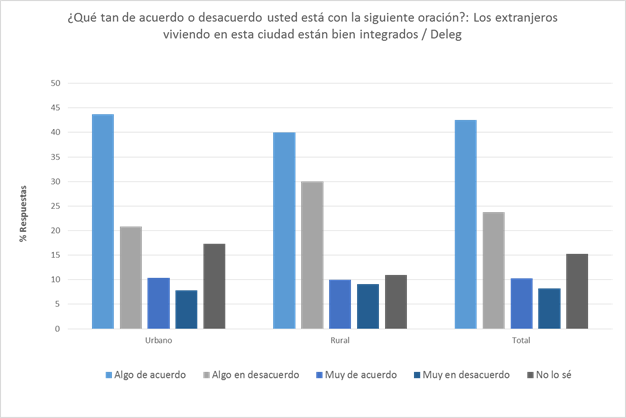 ¿Qué tan de acuerdo o desacuerdo usted está con la siguiente oración?: Los extranjeros
viviendo en esta ciudad están bien integrados / Deleg
50
45
40
35
30
25
20
15
10
5
0
% Respuestas
Urbano Rural Total
Algo de acuerdo Algo en desacuerdo Muy de acuerdo Muy en desacuerdo No lo sé